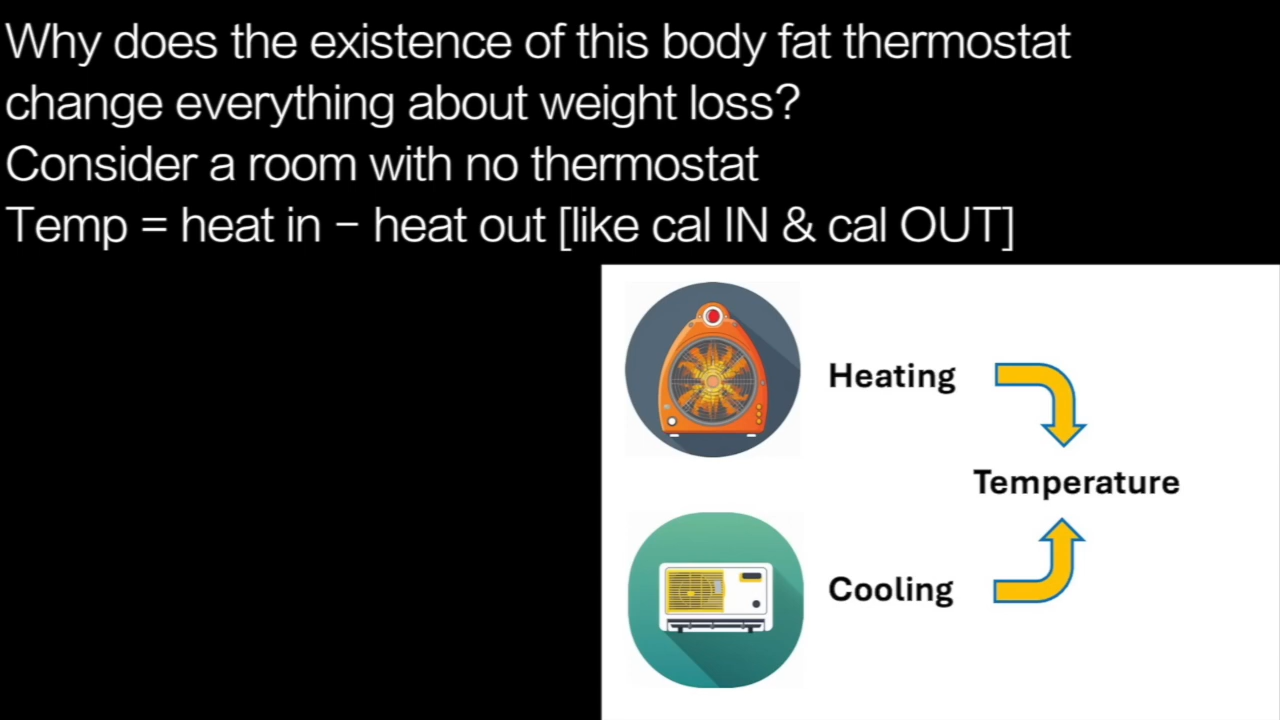 Why does the existence of this body fat thermostat
change everything about weight loss?
Consider a room with no thermostat
Temp = heat in – heat out [like cal IN & cal OUT]
Heating
Temperature
Cooling